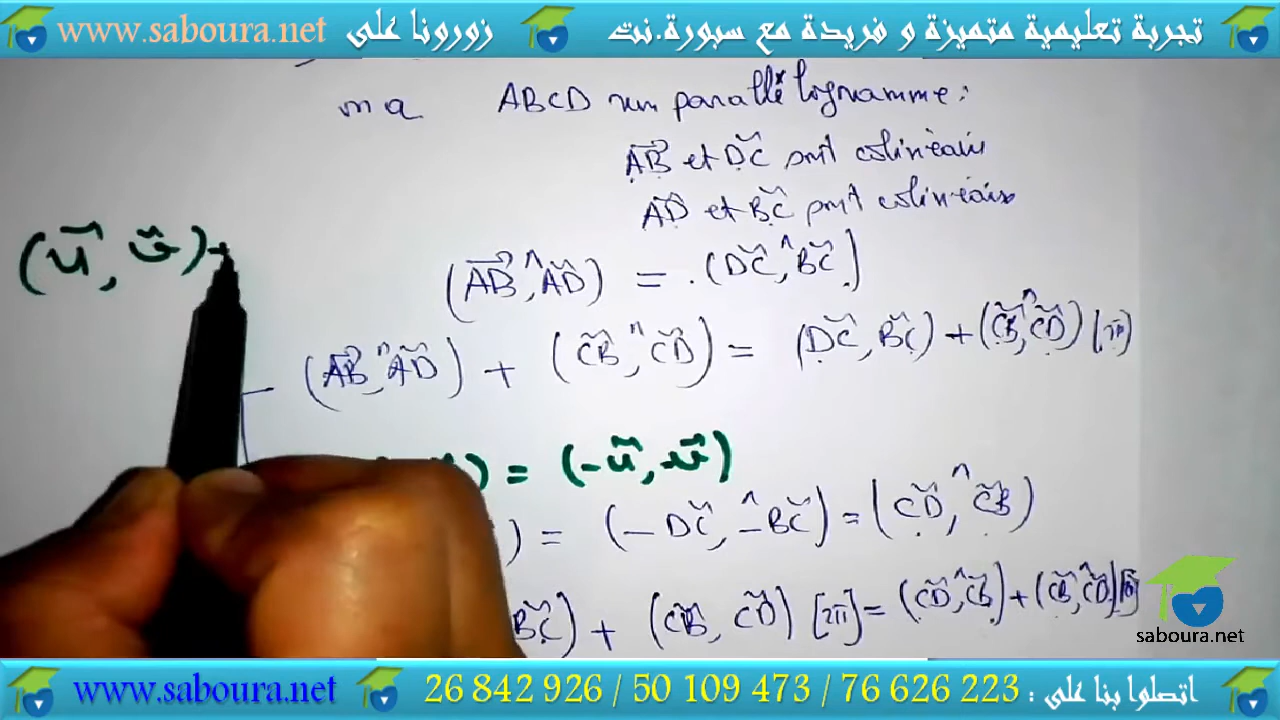 تجربة تعليمية متميزة و فريدة مع سبورة.نت زورونا على www.saboura.net
ma ABCD un parallélogramme :
AB et DC sont colinéaires
AD et BC sont colinéaires
(u, v) +
(AB, AD) = (DC, BC)
(AB, AD) + (CB, CD) = (DC, BC) + (CB, CD) [2π]
) = (-u, v)
) = (-DC, -BC) = (CD, CB)
BC) + (CB, CD) [2π] = (CD, CB) + (CB, CD) [2π]
saboura.net
اتصلوا بنا على : 26 842 926 / 50 109 473 / 76 626 223 www.saboura.net